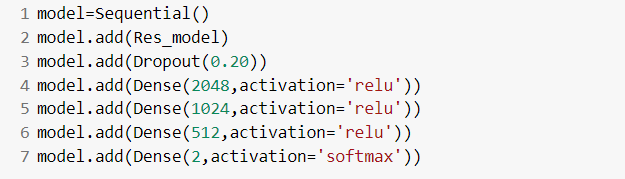 1 model=Sequential()
2 model.add(Res_model)
3 model.add(Dropout(0.20))
4 model.add(Dense(2048,activation='relu'))
5 model.add(Dense(1024,activation='relu'))
6 model.add(Dense(512,activation='relu'))
7 model.add(Dense(2,activation='softmax'))